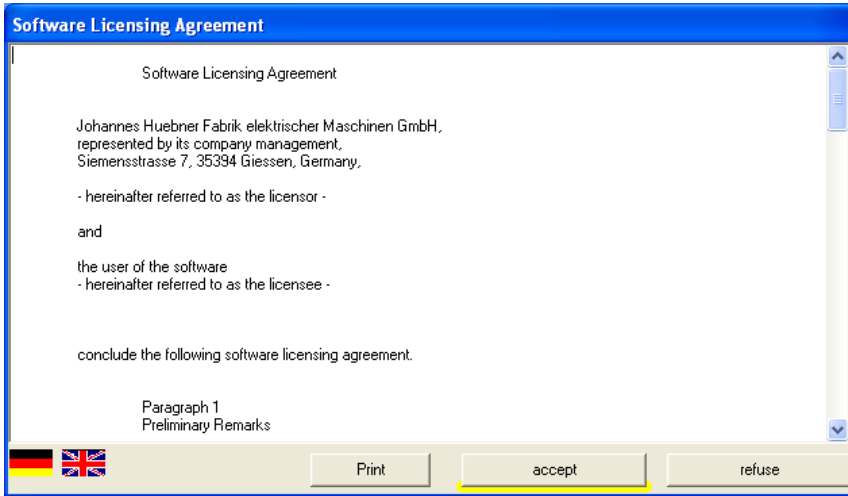 Software Licensing Agreement
Software Licensing Agreement
Johannes Huebner Fabrik elektrischer Maschinen GmbH,
represented by its company management,
Siemensstrasse 7, 35394 Giessen, Germany,
- hereinafter referred to as the licensor -
and
the user of the software
- hereinafter referred to as the licensee -
conclude the following software licensing agreement.
Paragraph 1
Preliminary Remarks
Print
accept
refuse